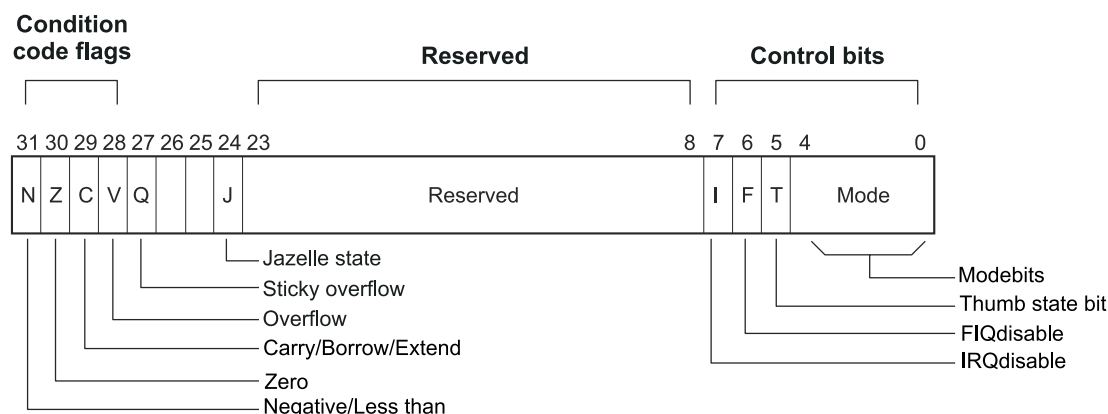 Condition
code flags
Reserved
Control bits
31 30 29 28 27 26 25 24 23 8 7 6 5 4 0
N Z C V Q J Reserved I F T Mode
Jazelle state
Sticky overflow
Overflow
Carry/Borrow/Extend
Zero
Negative/Less than
Modebits
Thumb state bit
FIQdisable
IRQdisable